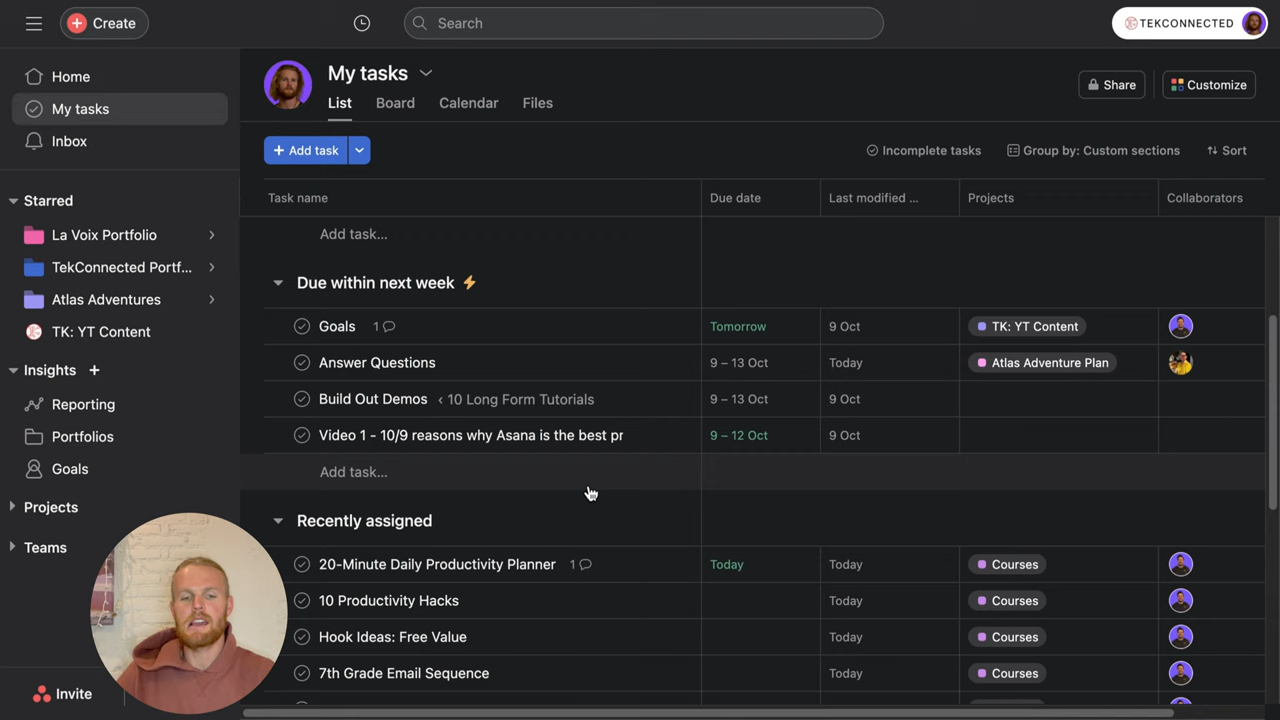 Create
Search
TEKCONNECTED
Home
My tasks
Inbox
Starred
La Voix Portfolio
TekConnected Portf...
Atlas Adventures
TK: YT Content
Insights +
Reporting
Portfolios
Goals
Projects
Teams
Invite
My tasks
Share
Customize
List Board Calendar Files
+ Add task
Incomplete tasks
Group by: Custom sections
Sort
Task name Due date Last modified ... Projects Collaborators
Add task...
Due within next week
Goals 1 Tomorrow 9 Oct TK: YT Content
Answer Questions 9 – 13 Oct Today Atlas Adventure Plan
Build Out Demos ‹ 10 Long Form Tutorials 9 – 13 Oct 9 Oct
Video 1 - 10/9 reasons why Asana is the best pr 9 – 12 Oct 9 Oct
Add task...
Recently assigned
20-Minute Daily Productivity Planner 1 Today Today Courses
10 Productivity Hacks Today Courses
Hook Ideas: Free Value Today Courses
7th Grade Email Sequence Today Courses